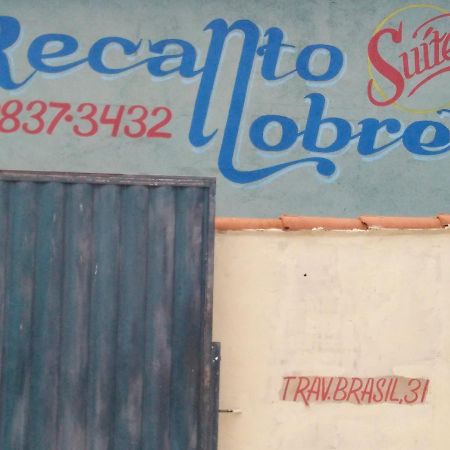 Recanto Suíte
837·3432 Nobre
TRAV. BRASIL, 31